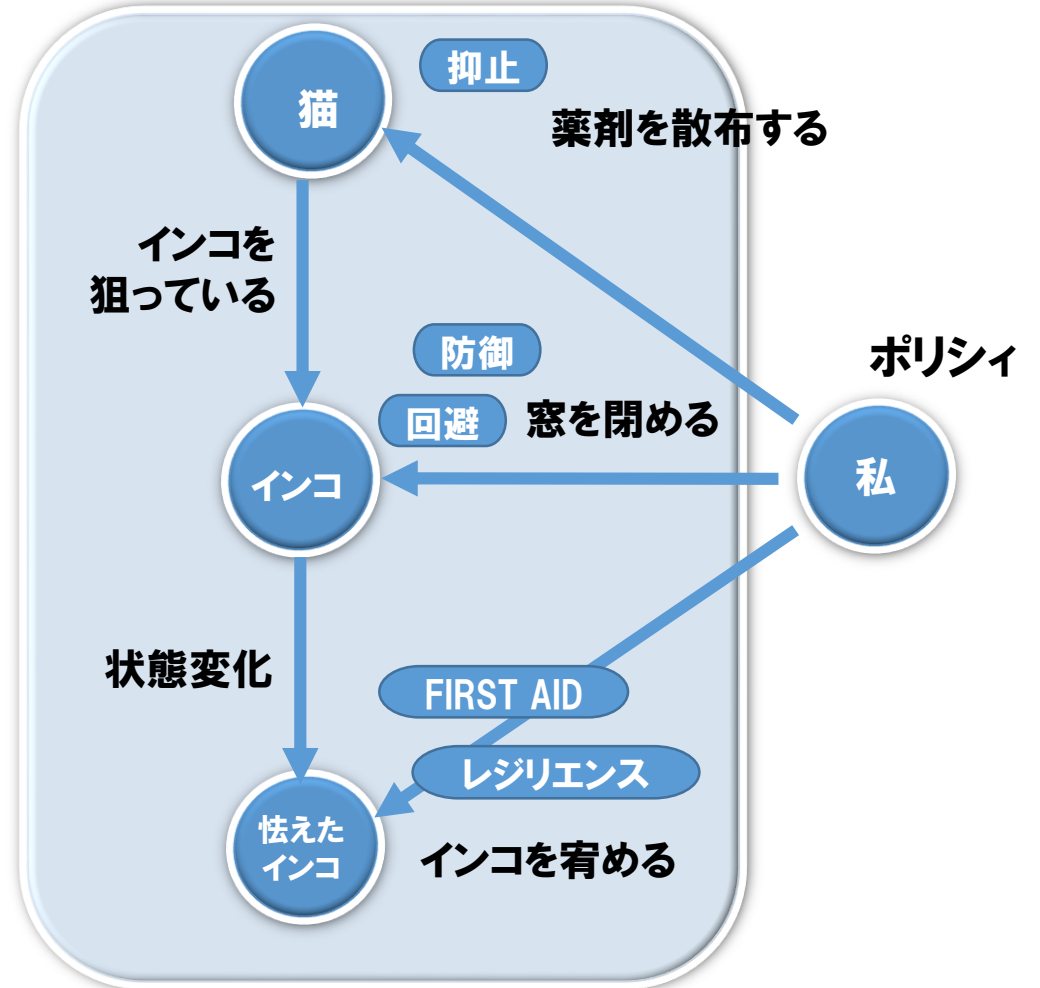 猫
抑止
薬剤を散布する
インコを
狙っている
防御
ポリシィ
回避
窓を閉める
インコ
私
状態変化
FIRST AID
レジリエンス
怯えた
インコ
インコを宥める